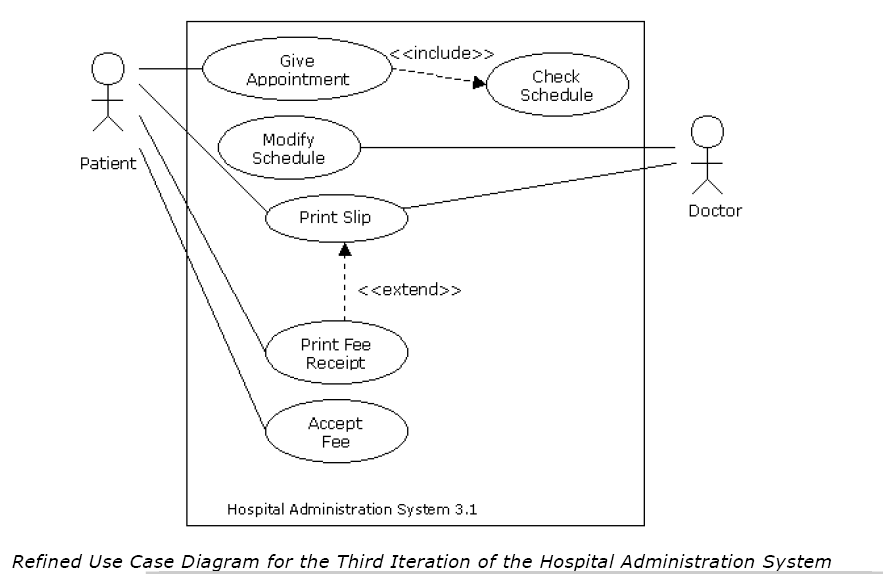 Give
Appointment
<<include>>
Check
Schedule
Patient
Modify
Schedule
Doctor
Print Slip
<<extend>>
Print Fee
Receipt
Accept
Fee
Hospital Administration System 3.1
Refined Use Case Diagram for the Third Iteration of the Hospital Administration System